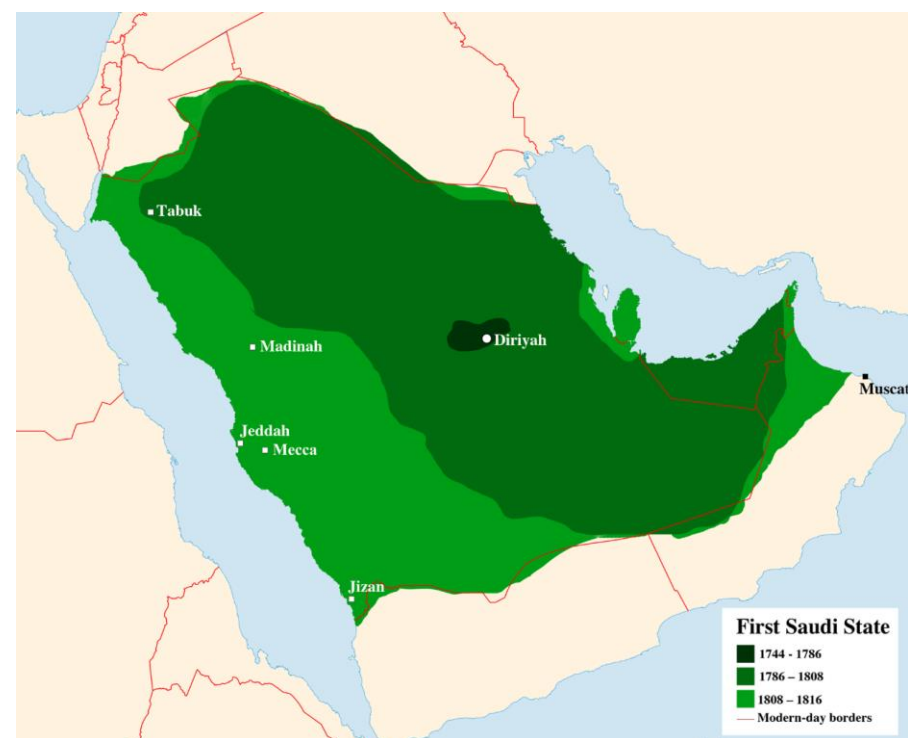 Tabuk
Diriyah
Madinah
Muscat
Jeddah
Mecca
Jizan
First Saudi State
1744 - 1786
1786 – 1808
1808 – 1816
Modern-day borders